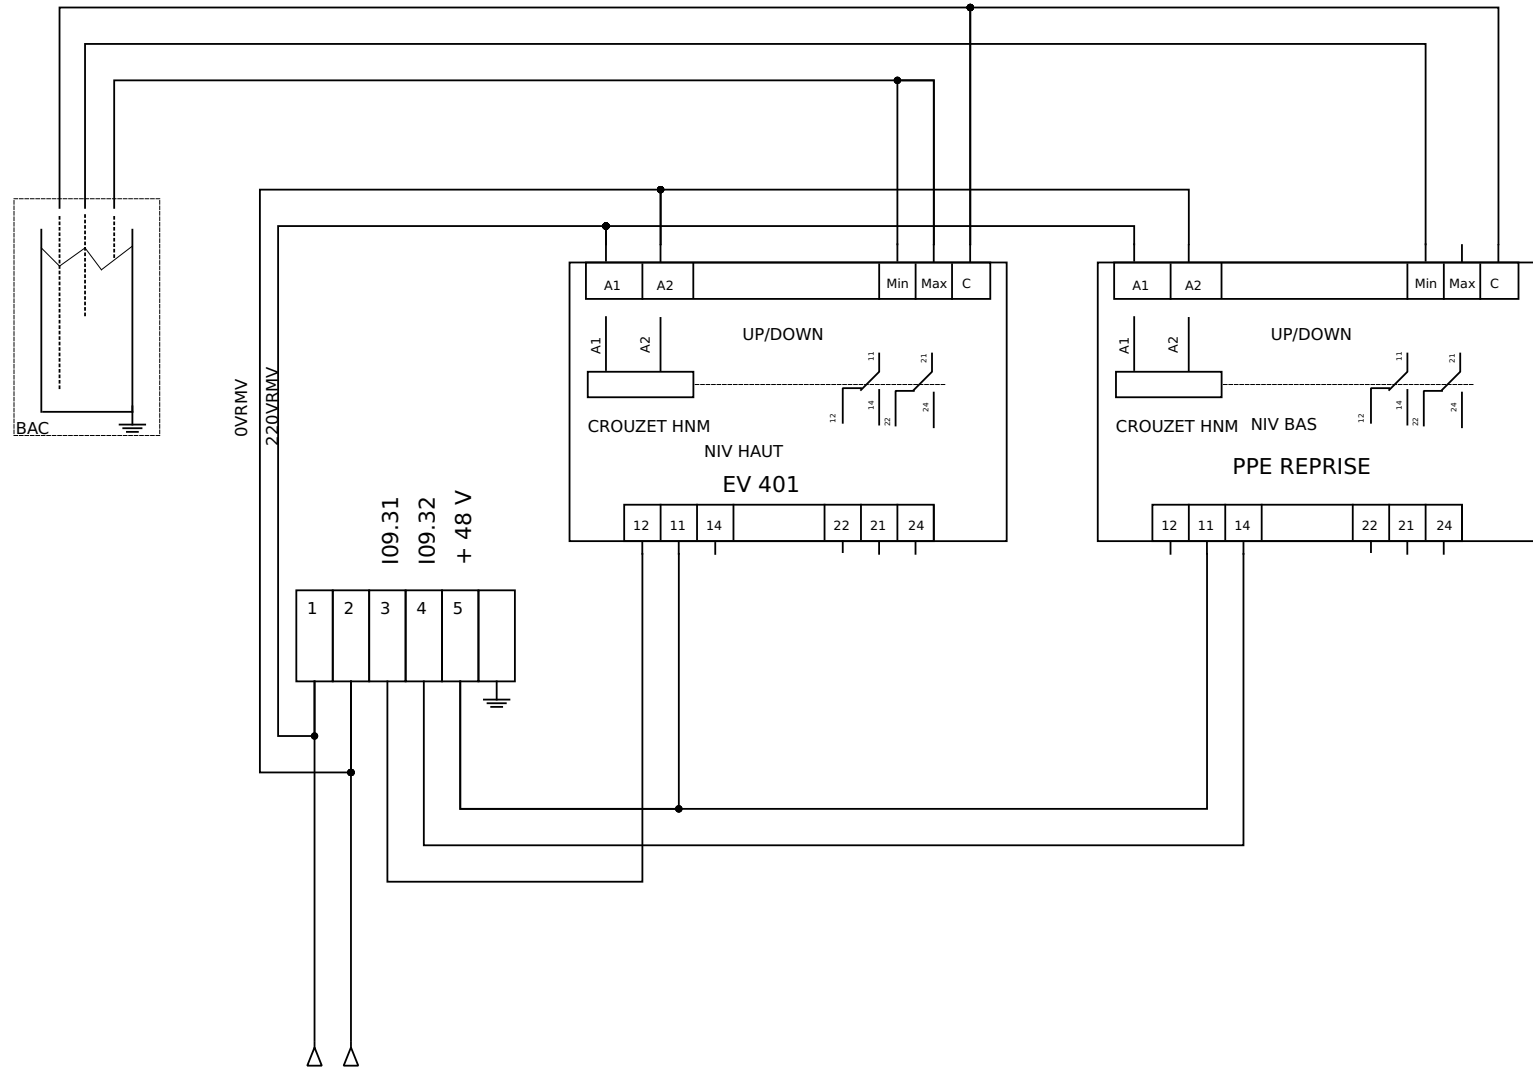 A1 A2 Min Max C
A1 A2 Min Max C
UP/DOWN
A1 A2
11 21
12 14 22 24
CROUZET HNM
NIV HAUT
EV 401
12 11 14 22 21 24
UP/DOWN
A1 A2
11 21
12 14 22 24
CROUZET HNM NIV BAS
PPE REPRISE
12 11 14 22 21 24
BAC
0VRMV
220VRMV
I09.31
I09.32
+ 48 V
1 2 3 4 5